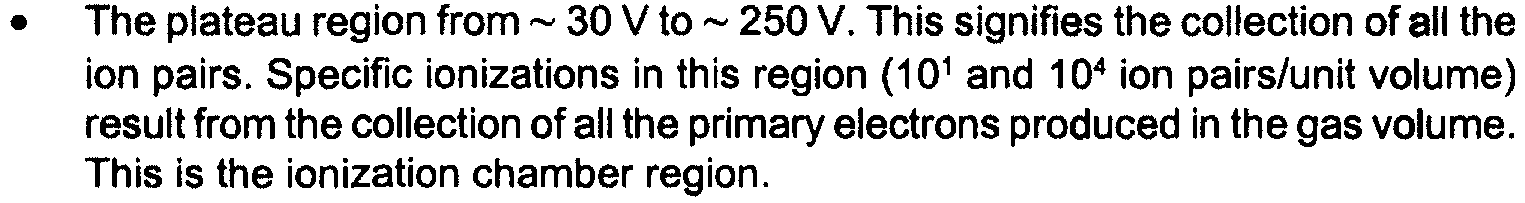 • The plateau region from ~ 30 V to ~ 250 V. This signifies the collection of all the
ion pairs. Specific ionizations in this region (10¹ and 10⁴ ion pairs/unit volume)
result from the collection of all the primary electrons produced in the gas volume.
This is the ionization chamber region.